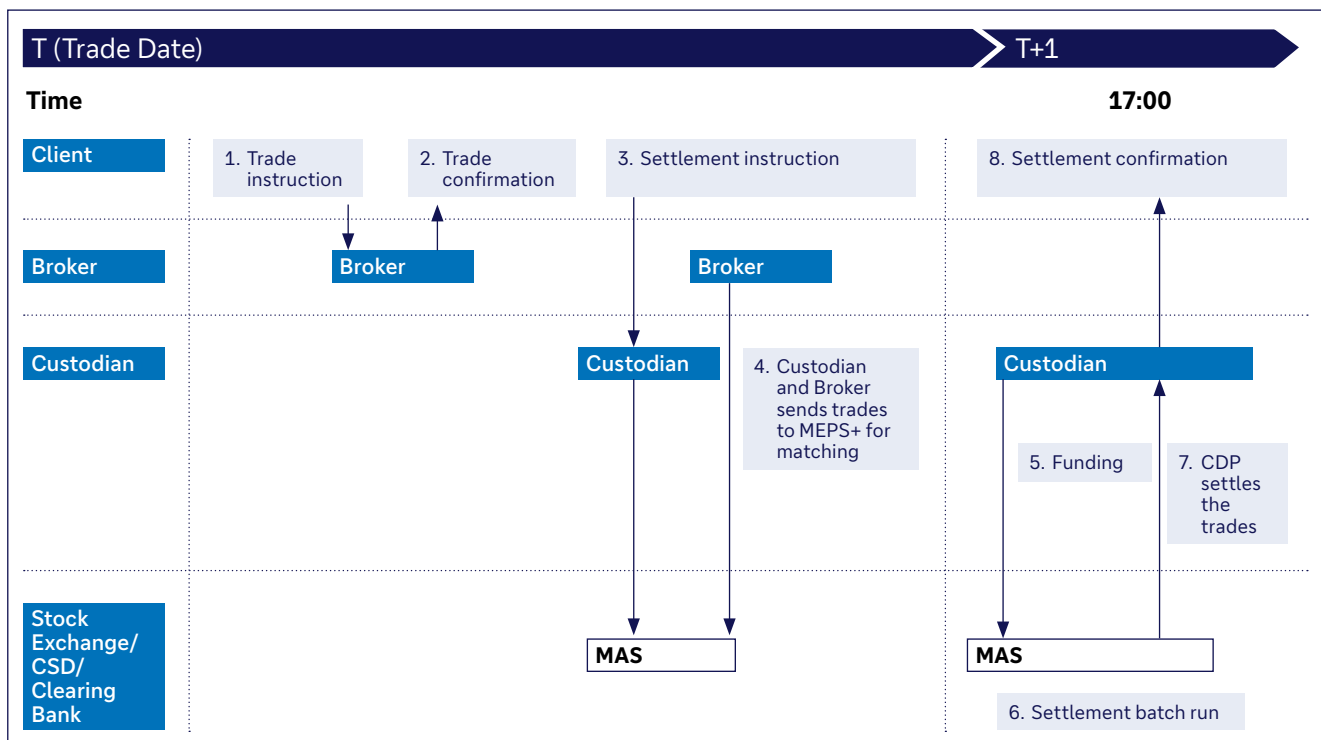 T (Trade Date)
T+1
Time
17:00
Client
1. Trade
instruction
2. Trade
confirmation
3. Settlement instruction
8. Settlement confirmation
Broker
Broker
Broker
Custodian
Custodian
4. Custodian
and Broker
sends trades
to MEPS+ for
matching
Custodian
5. Funding
7. CDP
settles
the
trades
Stock
Exchange/
CSD/
Clearing
Bank
MAS
MAS
6. Settlement batch run